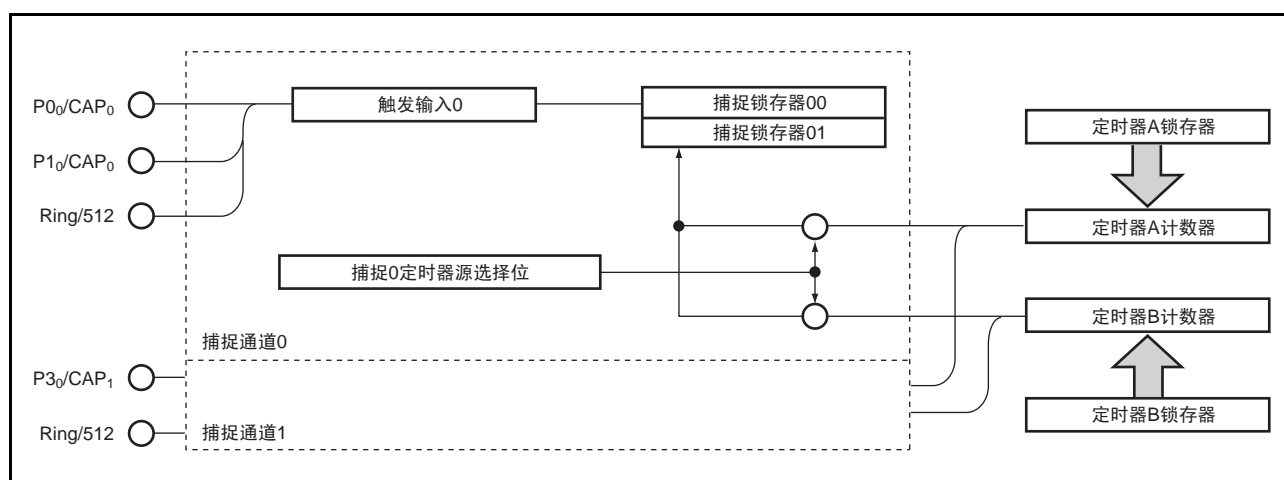 P0₀/CAP₀
P1₀/CAP₀
Ring/512
触发输入0
捕捉锁存器00
捕捉锁存器01
捕捉0定时器源选择位
捕捉通道0
P3₀/CAP₁
Ring/512
捕捉通道1
定时器A锁存器
定时器A计数器
定时器B计数器
定时器B锁存器